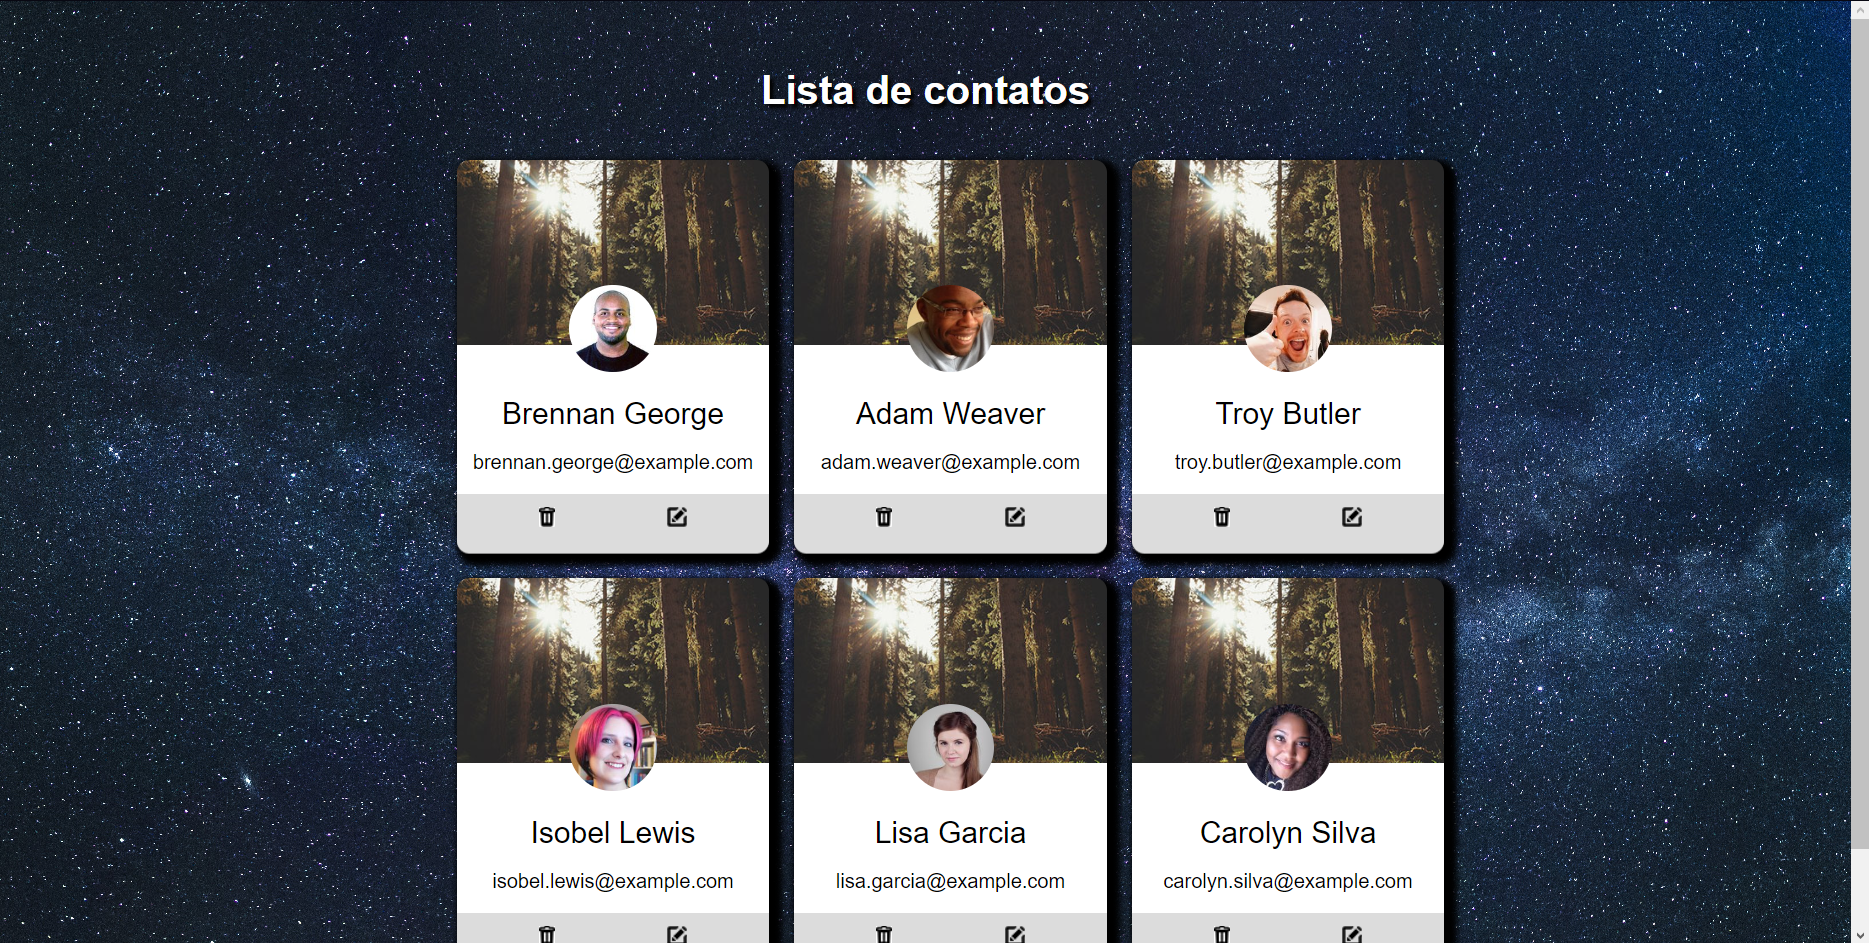 Lista de contatos
Brennan George
brennan.george@example.com
Adam Weaver
adam.weaver@example.com
Troy Butler
troy.butler@example.com
Isobel Lewis
isobel.lewis@example.com
Lisa Garcia
lisa.garcia@example.com
Carolyn Silva
carolyn.silva@example.com